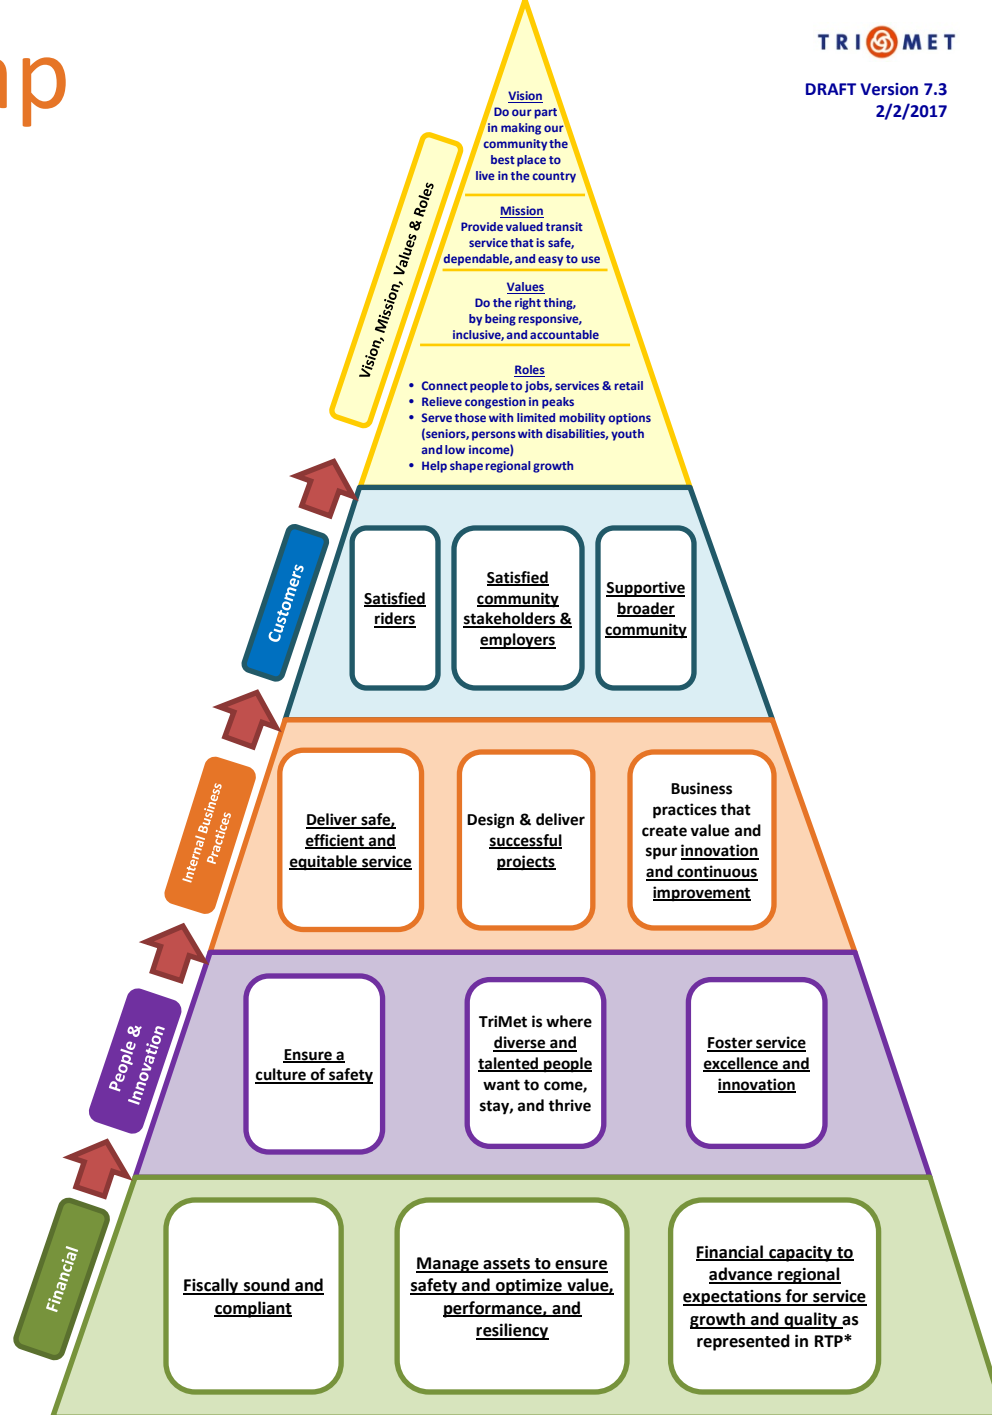 ap
TRI MET
DRAFT Version 7.3
2/2/2017
Vision
Do our part
in making our
community the
best place to
live in the country
Mission
Provide valued transit
service that is safe,
dependable, and easy to use
Values
Do the right thing,
by being responsive,
inclusive, and accountable
Roles
• Connect people to jobs, services & retail
• Relieve congestion in peaks
• Serve those with limited mobility options
(seniors, persons with disabilities, youth
and low income)
• Help shape regional growth
Vision, Mission, Values & Roles
Customers
Satisfied
riders
Satisfied
community
stakeholders &
employers
Supportive
broader
community
Internal Business
Practices
Deliver safe,
efficient and
equitable service
Design & deliver
successful
projects
Business
practices that
create value and
spur innovation
and continuous
improvement
People &
Innovation
Ensure a
culture of safety
TriMet is where
diverse and
talented people
want to come,
stay, and thrive
Foster service
excellence and
innovation
Financial
Fiscally sound and
compliant
Manage assets to ensure
safety and optimize value,
performance, and
resiliency
Financial capacity to
advance regional
expectations for service
growth and quality as
represented in RTP*